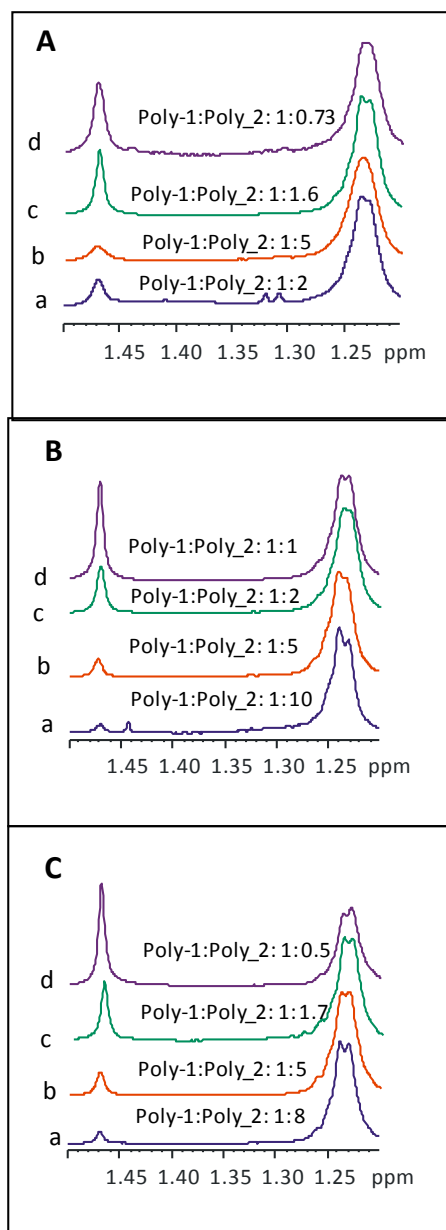 A
Poly-1:Poly_2: 1:0.73
d
Poly-1:Poly_2: 1:1.6
c
Poly-1:Poly_2: 1:5
b
Poly-1:Poly_2: 1:2
a
1.45 1.40 1.35 1.30 1.25 ppm
B
Poly-1:Poly_2: 1:1
d
Poly-1:Poly_2: 1:2
c
Poly-1:Poly_2: 1:5
b
Poly-1:Poly_2: 1:10
a
1.45 1.40 1.35 1.30 1.25 ppm
C
Poly-1:Poly_2: 1:0.5
d
Poly-1:Poly_2: 1:1.7
c
Poly-1:Poly_2: 1:5
b
Poly-1:Poly_2: 1:8
a
1.45 1.40 1.35 1.30 1.25 ppm